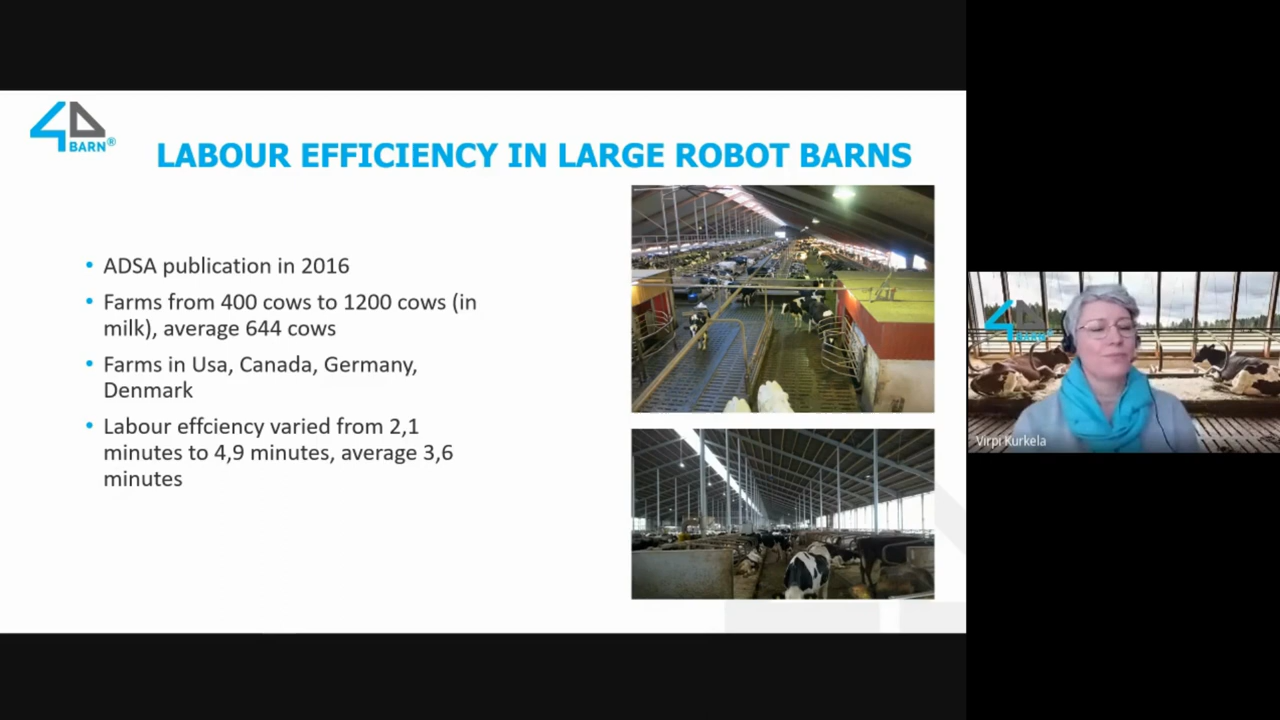 4D
BARN®
LABOUR EFFICIENCY IN LARGE ROBOT BARNS
• ADSA publication in 2016
• Farms from 400 cows to 1200 cows (in
milk), average 644 cows
• Farms in Usa, Canada, Germany,
Denmark
• Labour effciency varied from 2,1
minutes to 4,9 minutes, average 3,6
minutes
4D
Virpi Kurkela